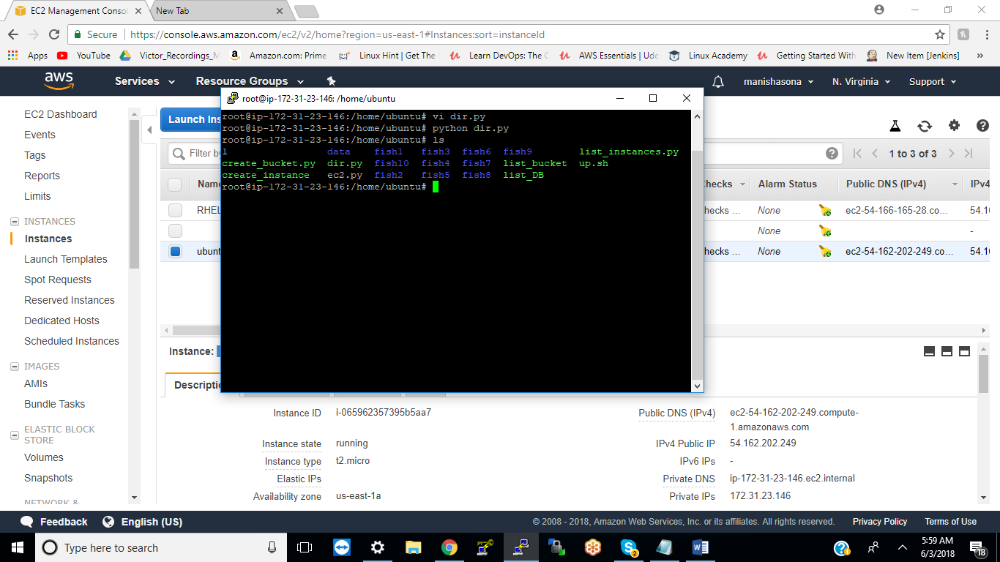 EC2 Management Consol
New Tab
Secure
https://console.aws.amazon.com/ec2/v2/home?region=us-east-1#Instances:sort=instanceId
Apps
YouTube
Victor_Recordings_M
Amazon.com: Prime
Linux Hint | Get The
Learn DevOps: The C
AWS Essentials | Ude
Linux Academy
Getting Started With
New Item [Jenkins]
»
aws
Services
Resource Groups
manishasona
N. Virginia
Support
root@ip-172-31-23-146: /home/ubuntu
root@ip-172-31-23-146:/home/ubuntu# vi dir.py
root@ip-172-31-23-146:/home/ubuntu# python dir.py
root@ip-172-31-23-146:/home/ubuntu# ls
l data fish1 fish3 fish6 fish9 list_instances.py
create_bucket.py dir.py fish10 fish4 fish7 list_bucket up.sh
create_instance ec2.py fish2 fish5 fish8 list_DB
root@ip-172-31-23-146:/home/ubuntu#
EC2 Dashboard
Events
Tags
Reports
Limits
INSTANCES
Instances
Launch Templates
Spot Requests
Reserved Instances
Dedicated Hosts
Scheduled Instances
IMAGES
AMIs
Bundle Tasks
ELASTIC BLOCK
STORE
Volumes
Snapshots
NETWORK &
Launch Ins
Filter by
1 to 3 of 3
Nam
Checks
Alarm Status
Public DNS (IPv4)
IPv4
RHEL
hecks ...
None
ec2-54-166-165-28.co...
54.16
None
-
ubunt
hecks ...
None
ec2-54-162-202-249.co...
54.16
Instance:
Descriptio
Instance ID
i-065962357395b5aa7
Public DNS (IPv4)
ec2-54-162-202-249.compute-
1.amazonaws.com
Instance state
running
IPv4 Public IP
54.162.202.249
Instance type
t2.micro
IPv6 IPs
-
Elastic IPs
Private DNS
ip-172-31-23-146.ec2.internal
Availability zone
us-east-1a
Private IPs
172.31.23.146
Feedback
English (US)
© 2008 - 2018, Amazon Web Services, Inc. or its affiliates. All rights reserved.
Privacy Policy
Terms of Use
Type here to search
2
5:59 AM
6/3/2018
18